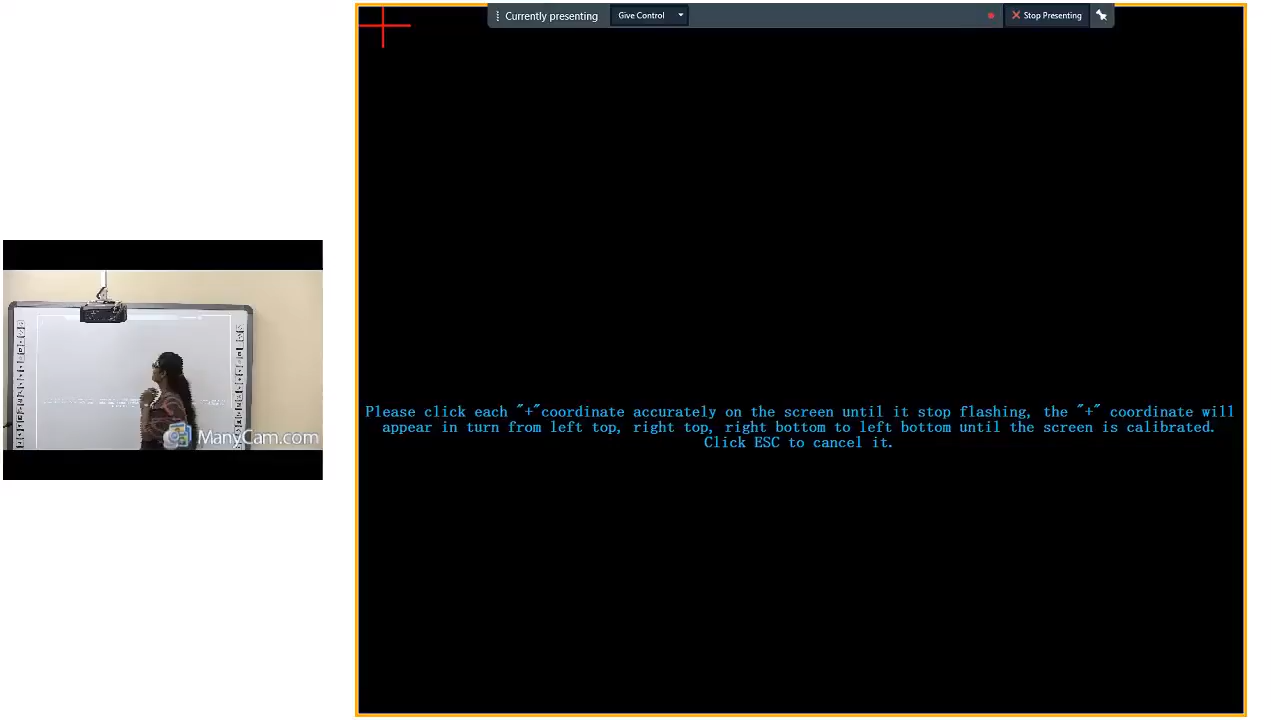 Currently presenting
Give Control
Stop Presenting
Please click each "+"coordinate accurately on the screen until it stop flashing, the "+" coordinate will
appear in turn from left top, right top, right bottom to left bottom until the screen is calibrated.
Click ESC to cancel it.
ManyCam.com